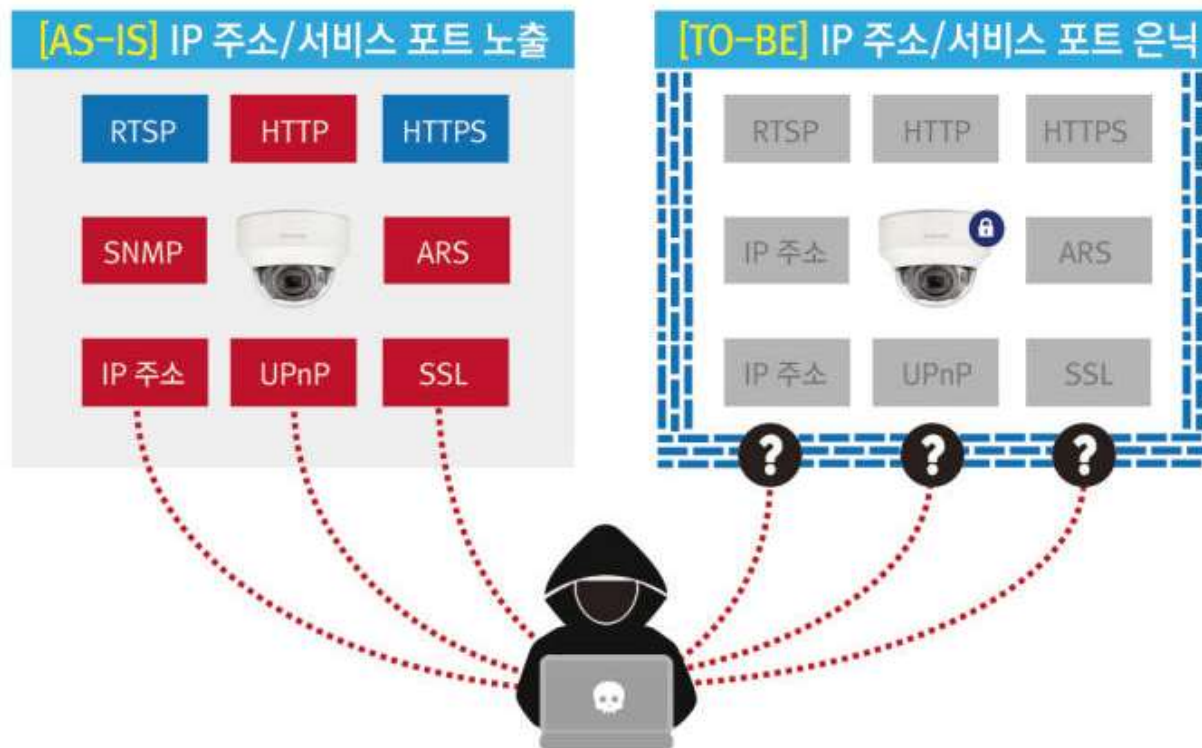 [AS-IS] IP 주소/서비스 포트 노출
RTSP HTTP HTTPS
SNMP ARS
IP 주소 UPnP SSL
[TO-BE] IP 주소/서비스 포트 은닉
RTSP HTTP HTTPS
IP 주소 ARS
IP 주소 UPnP SSL
? ? ?